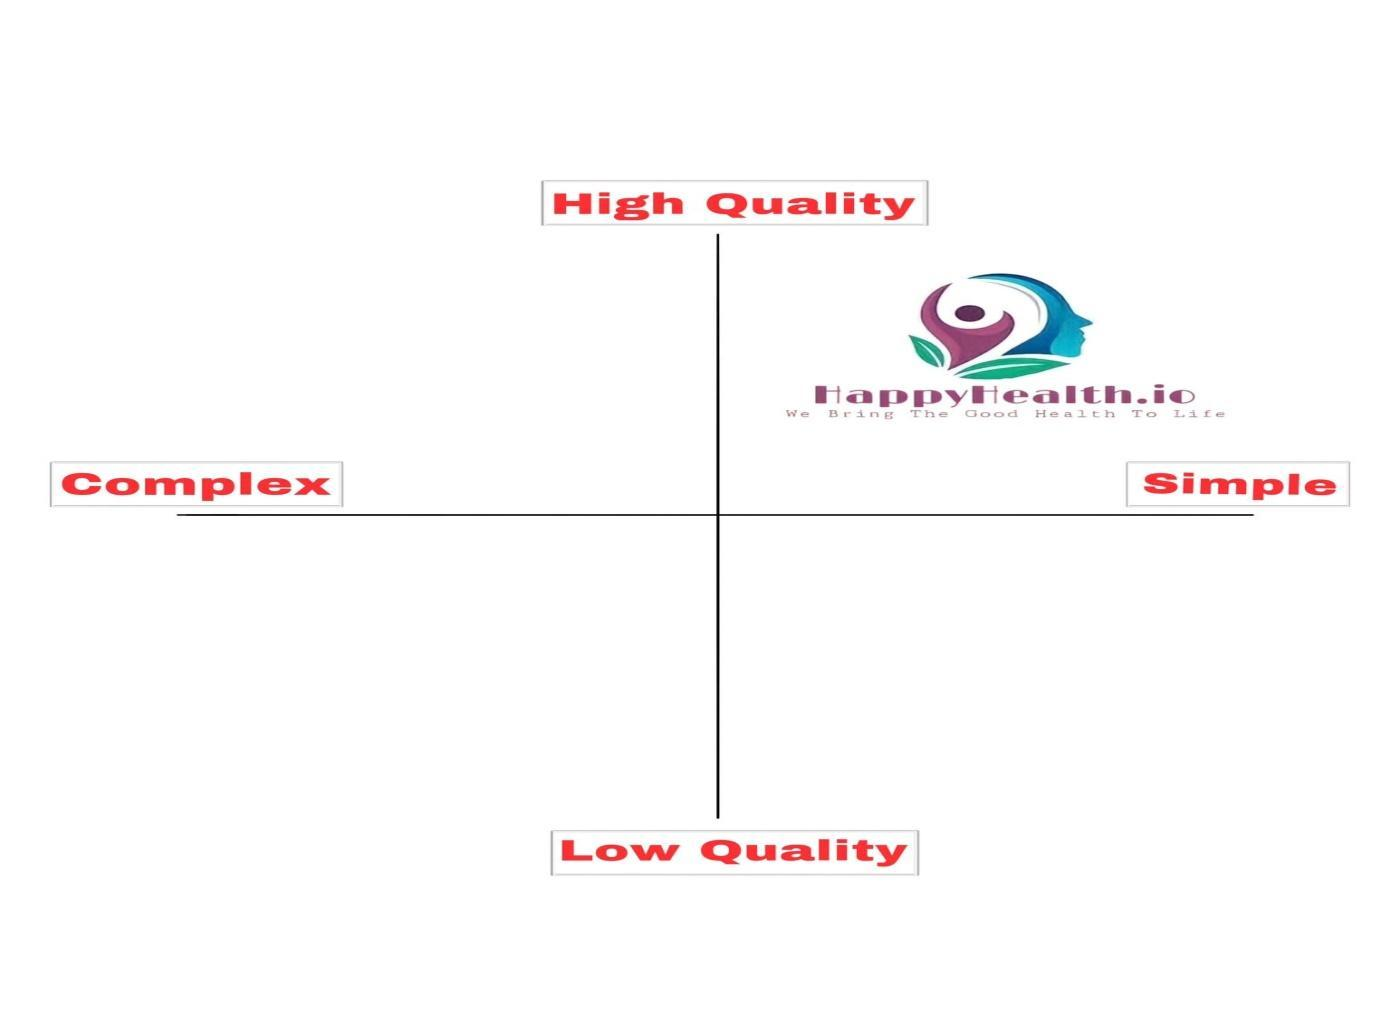 High Quality
HappyHealth.io
We Bring The Good Health To Life
Complex
Simple
Low Quality